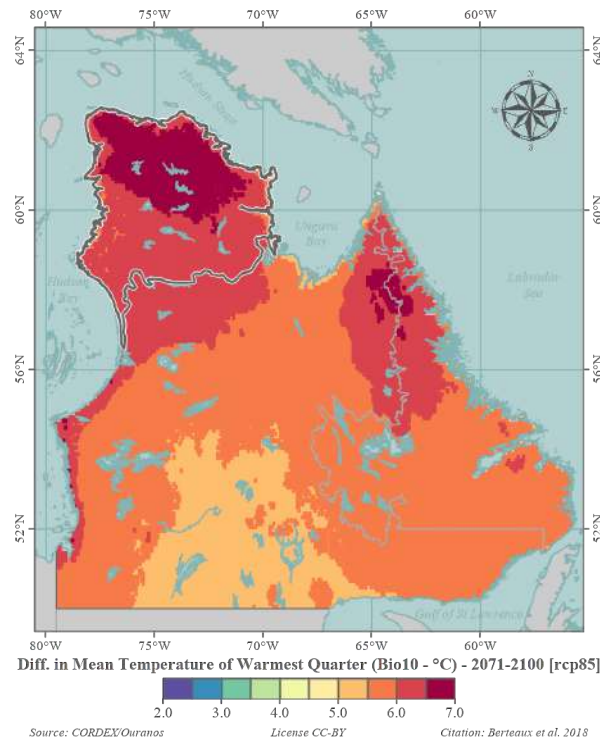 80°W 75°W 70°W 65°W 60°W
64°N 64°N
Hudson Strait
N
W E
S
60°N 60°N
Ungava
Bay
Hudson
Bay
Labrador
Sea
56°N 56°N
52°N 52°N
Gulf of St Lawrence
80°W 75°W 70°W 65°W 60°W
Diff. in Mean Temperature of Warmest Quarter (Bio10 - °C) - 2071-2100 [rcp85]
2.0 3.0 4.0 5.0 6.0 7.0
Source: CORDEX/Ouranos License CC-BY Citation: Berteaux et al. 2018